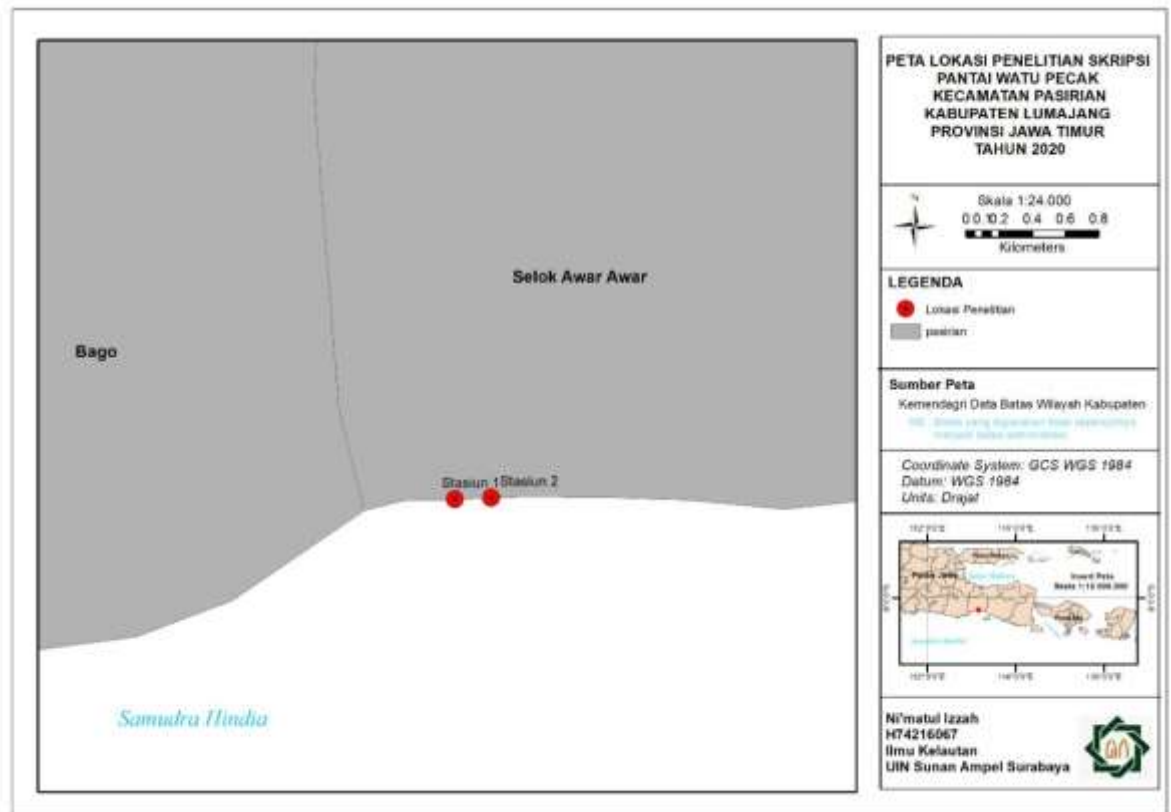 PETA LOKASI PENELITIAN SKRIPSI
PANTAI WATU PECAK
KECAMATAN PASIRIAN
KABUPATEN LUMAJANG
PROVINSI JAWA TIMUR
TAHUN 2020
Skala 1:24.000
0 0.10.2 0.4 0.6 0.8
Kilometers
LEGENDA
Lokasi Penelitian
pasirian
Sumber Peta
Kemendagri Data Batas Wilayah Kabupaten
Coordinate System: GCS WGS 1984
Datum: WGS 1984
Units: Drajat
Insert Peta
Ni'matul Izzah
H74216067
Ilmu Kelautan
UIN Sunan Ampel Surabaya
Selok Awar Awar
Bago
Stasiun 1 Stasiun 2
Samudra Hindia